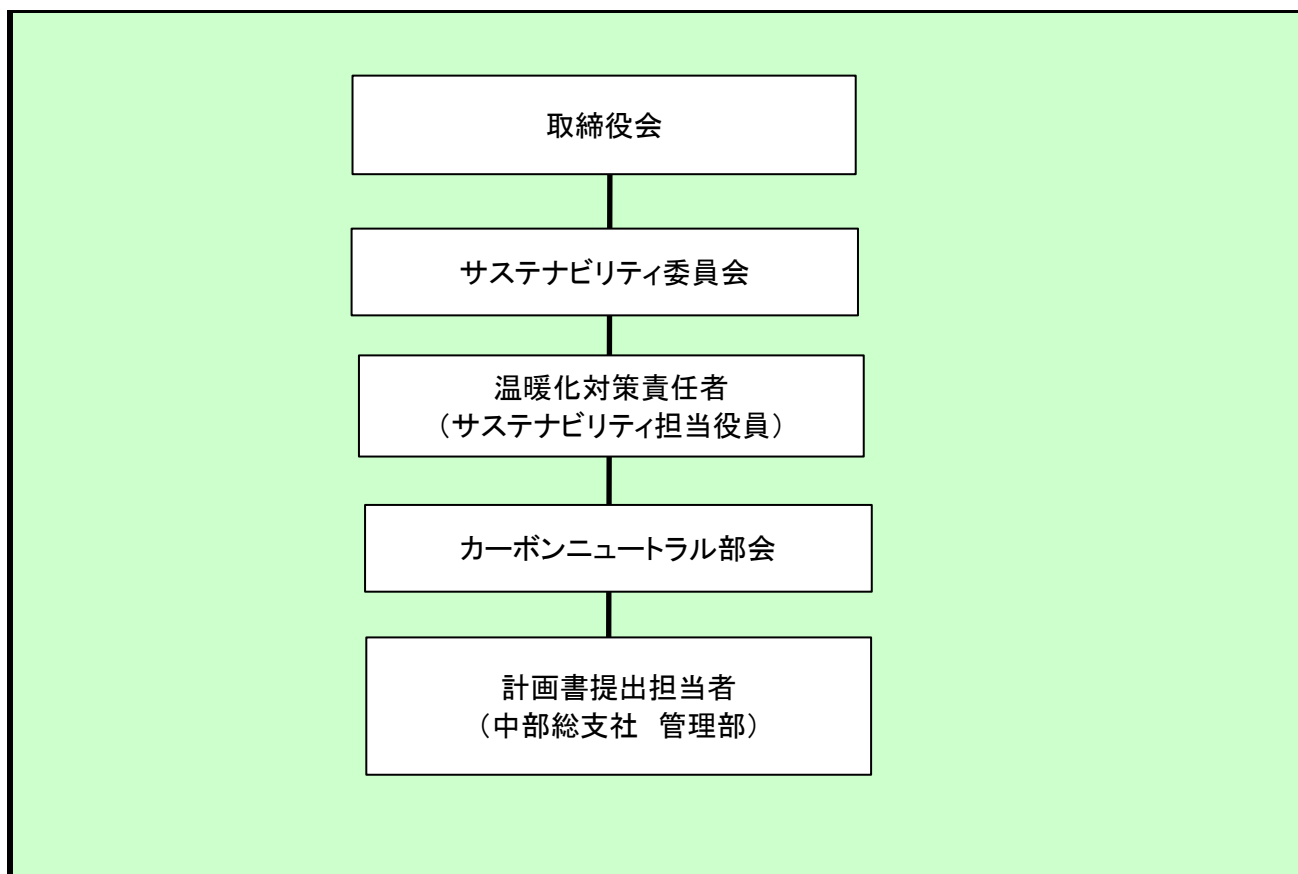 取締役会
サステナビリティ委員会
温暖化対策責任者
（サステナビリティ担当役員）
カーボンニュートラル部会
計画書提出担当者
（中部総支社　管理部）